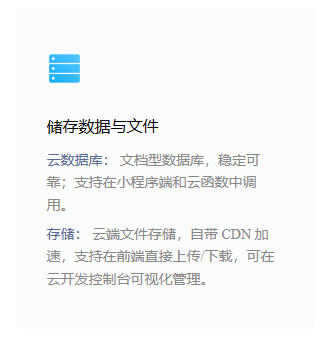 储存数据与文件
云数据库： 文档型数据库，稳定可
靠；支持在小程序端和云函数中调
用。
存储： 云端文件存储，自带 CDN 加
速，支持在前端直接上传/下载，可在
云开发控制台可视化管理。